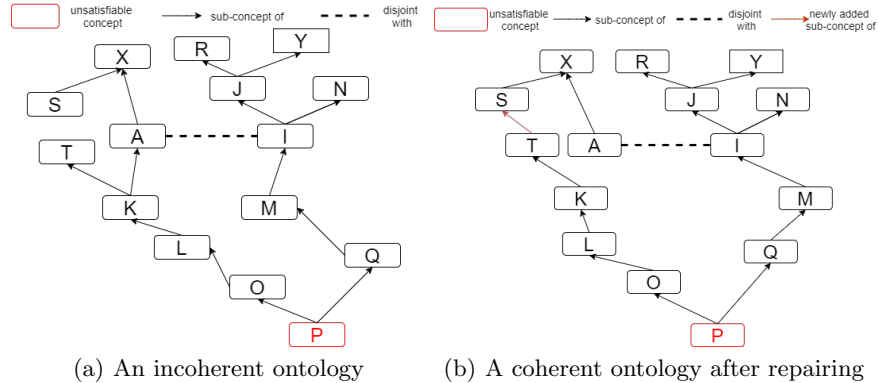 unsatisfiable concept
sub-concept of
disjoint with
unsatisfiable concept
sub-concept of
disjoint with
newly added sub-concept of
X
R
Y
S
J
N
A
I
T
K
M
L
Q
O
P
X
R
Y
S
J
N
T
A
I
K
M
L
Q
O
P
(a) An incoherent ontology
(b) A coherent ontology after repairing